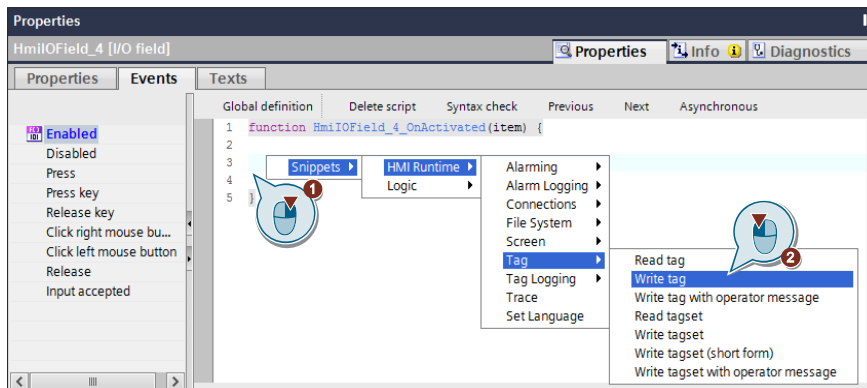 Properties
HmiIOField_4 [I/O field]
Properties
Info
Diagnostics
Properties
Events
Texts
Global definition
Delete script
Syntax check
Previous
Next
Asynchronous
Enabled
Disabled
Press
Press key
Release key
Click right mouse bu...
Click left mouse button
Release
Input accepted
1 function HmiIOField_4_OnActivated(item) {
2
3
4
5 }
Snippets
1
HMI Runtime
Logic
Alarming
Alarm Logging
Connections
File System
Screen
Tag
Tag Logging
Trace
Set Language
2
Read tag
Write tag
Write tag with operator message
Read tagset
Write tagset
Write tagset (short form)
Write tagset with operator message